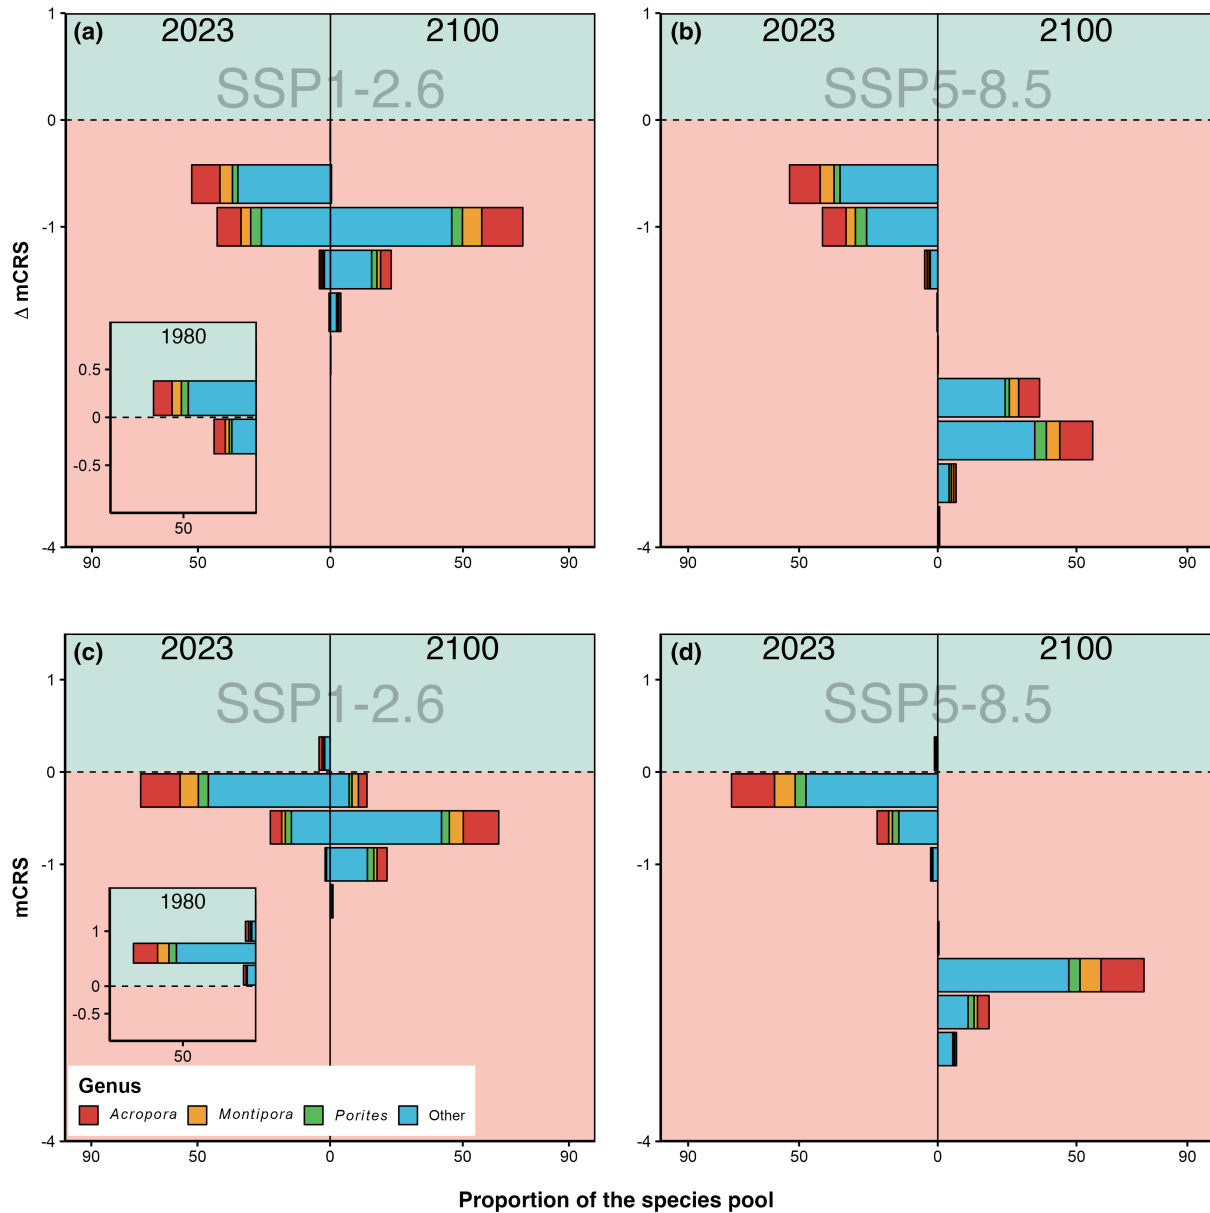 (a) 2023 2100
SSP1-2.6
1
0
-1
-4
Δ mCRS
1980
0.5
0
-0.5
50
90 50 0 50 90
(b) 2023 2100
SSP5-8.5
1
0
-1
-4
90 50 0 50 90
(c) 2023 2100
SSP1-2.6
1
0
-1
-4
mCRS
1980
1
0
-0.5
50
Genus
Acropora Montipora Porites Other
90 50 0 50 90
(d) 2023 2100
SSP5-8.5
1
0
-1
-4
90 50 0 50 90
Proportion of the species pool